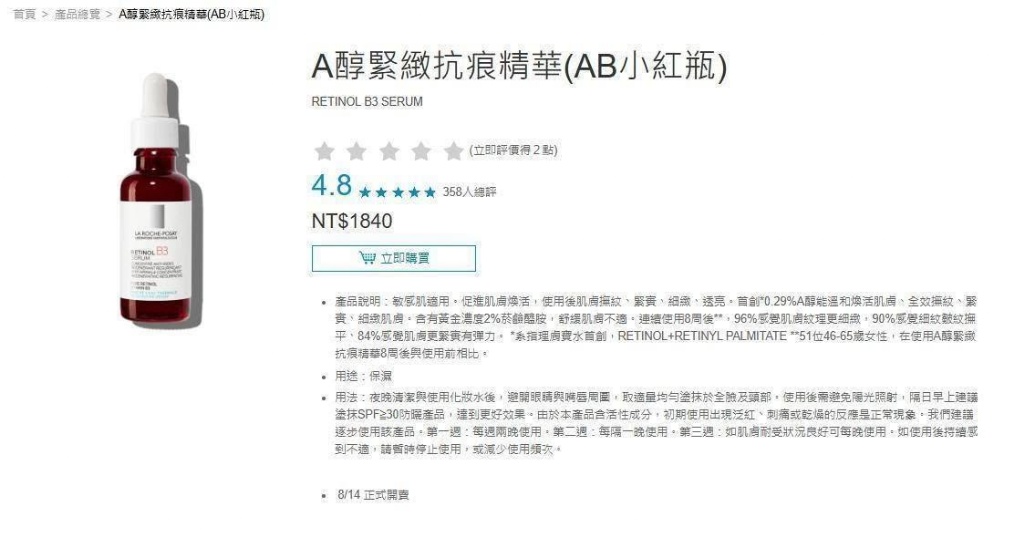 首頁 > 產品總覽 > A醇緊緻抗痕精華(AB小紅瓶)
A醇緊緻抗痕精華(AB小紅瓶)
RETINOL B3 SERUM
(立即評價得2點)
4.8 358人總評
NT$1840
立即購買
LA ROCHE-POSAY
RETINOL B3
SERUM
• 產品說明:敏感肌適用。促進肌膚煥活,使用後肌膚撫紋、緊實、細緻、透亮。首創*0.29%A醇能溫和煥活肌膚、全效撫紋、緊
實、細緻肌膚。含有黃金濃度2%菸鹼醯胺,舒緩肌膚不適。連續使用8周後**,96%感覺肌膚紋理更細緻,90%感覺細紋皺紋撫
平、84%感覺肌膚更緊實有彈力。 *系指理膚寶水首創,RETINOL+RETINYL PALMITATE **51位46-65歲女性,在使用A醇緊緻
抗痕精華8周後與使用前相比。
• 用途:保濕
• 用法:夜晚清潔與使用化妝水後,避開眼睛與嘴唇周圍,取適量均勻塗抹於全臉及頸部,使用後需避免陽光照射,隔日早上建議
塗抹SPF≥30防曬產品,達到更好效果。由於本產品含活性成分,初期使用出現泛紅、刺痛或乾燥的反應是正常現象。我們建議
逐步使用該產品。第一週:每週兩晚使用。第二週:每隔一晚使用。第三週:如肌膚耐受狀況良好可每晚使用。如使用後持續感
到不適,請暫時停止使用,或減少使用頻次。
• 8/14 正式開賣